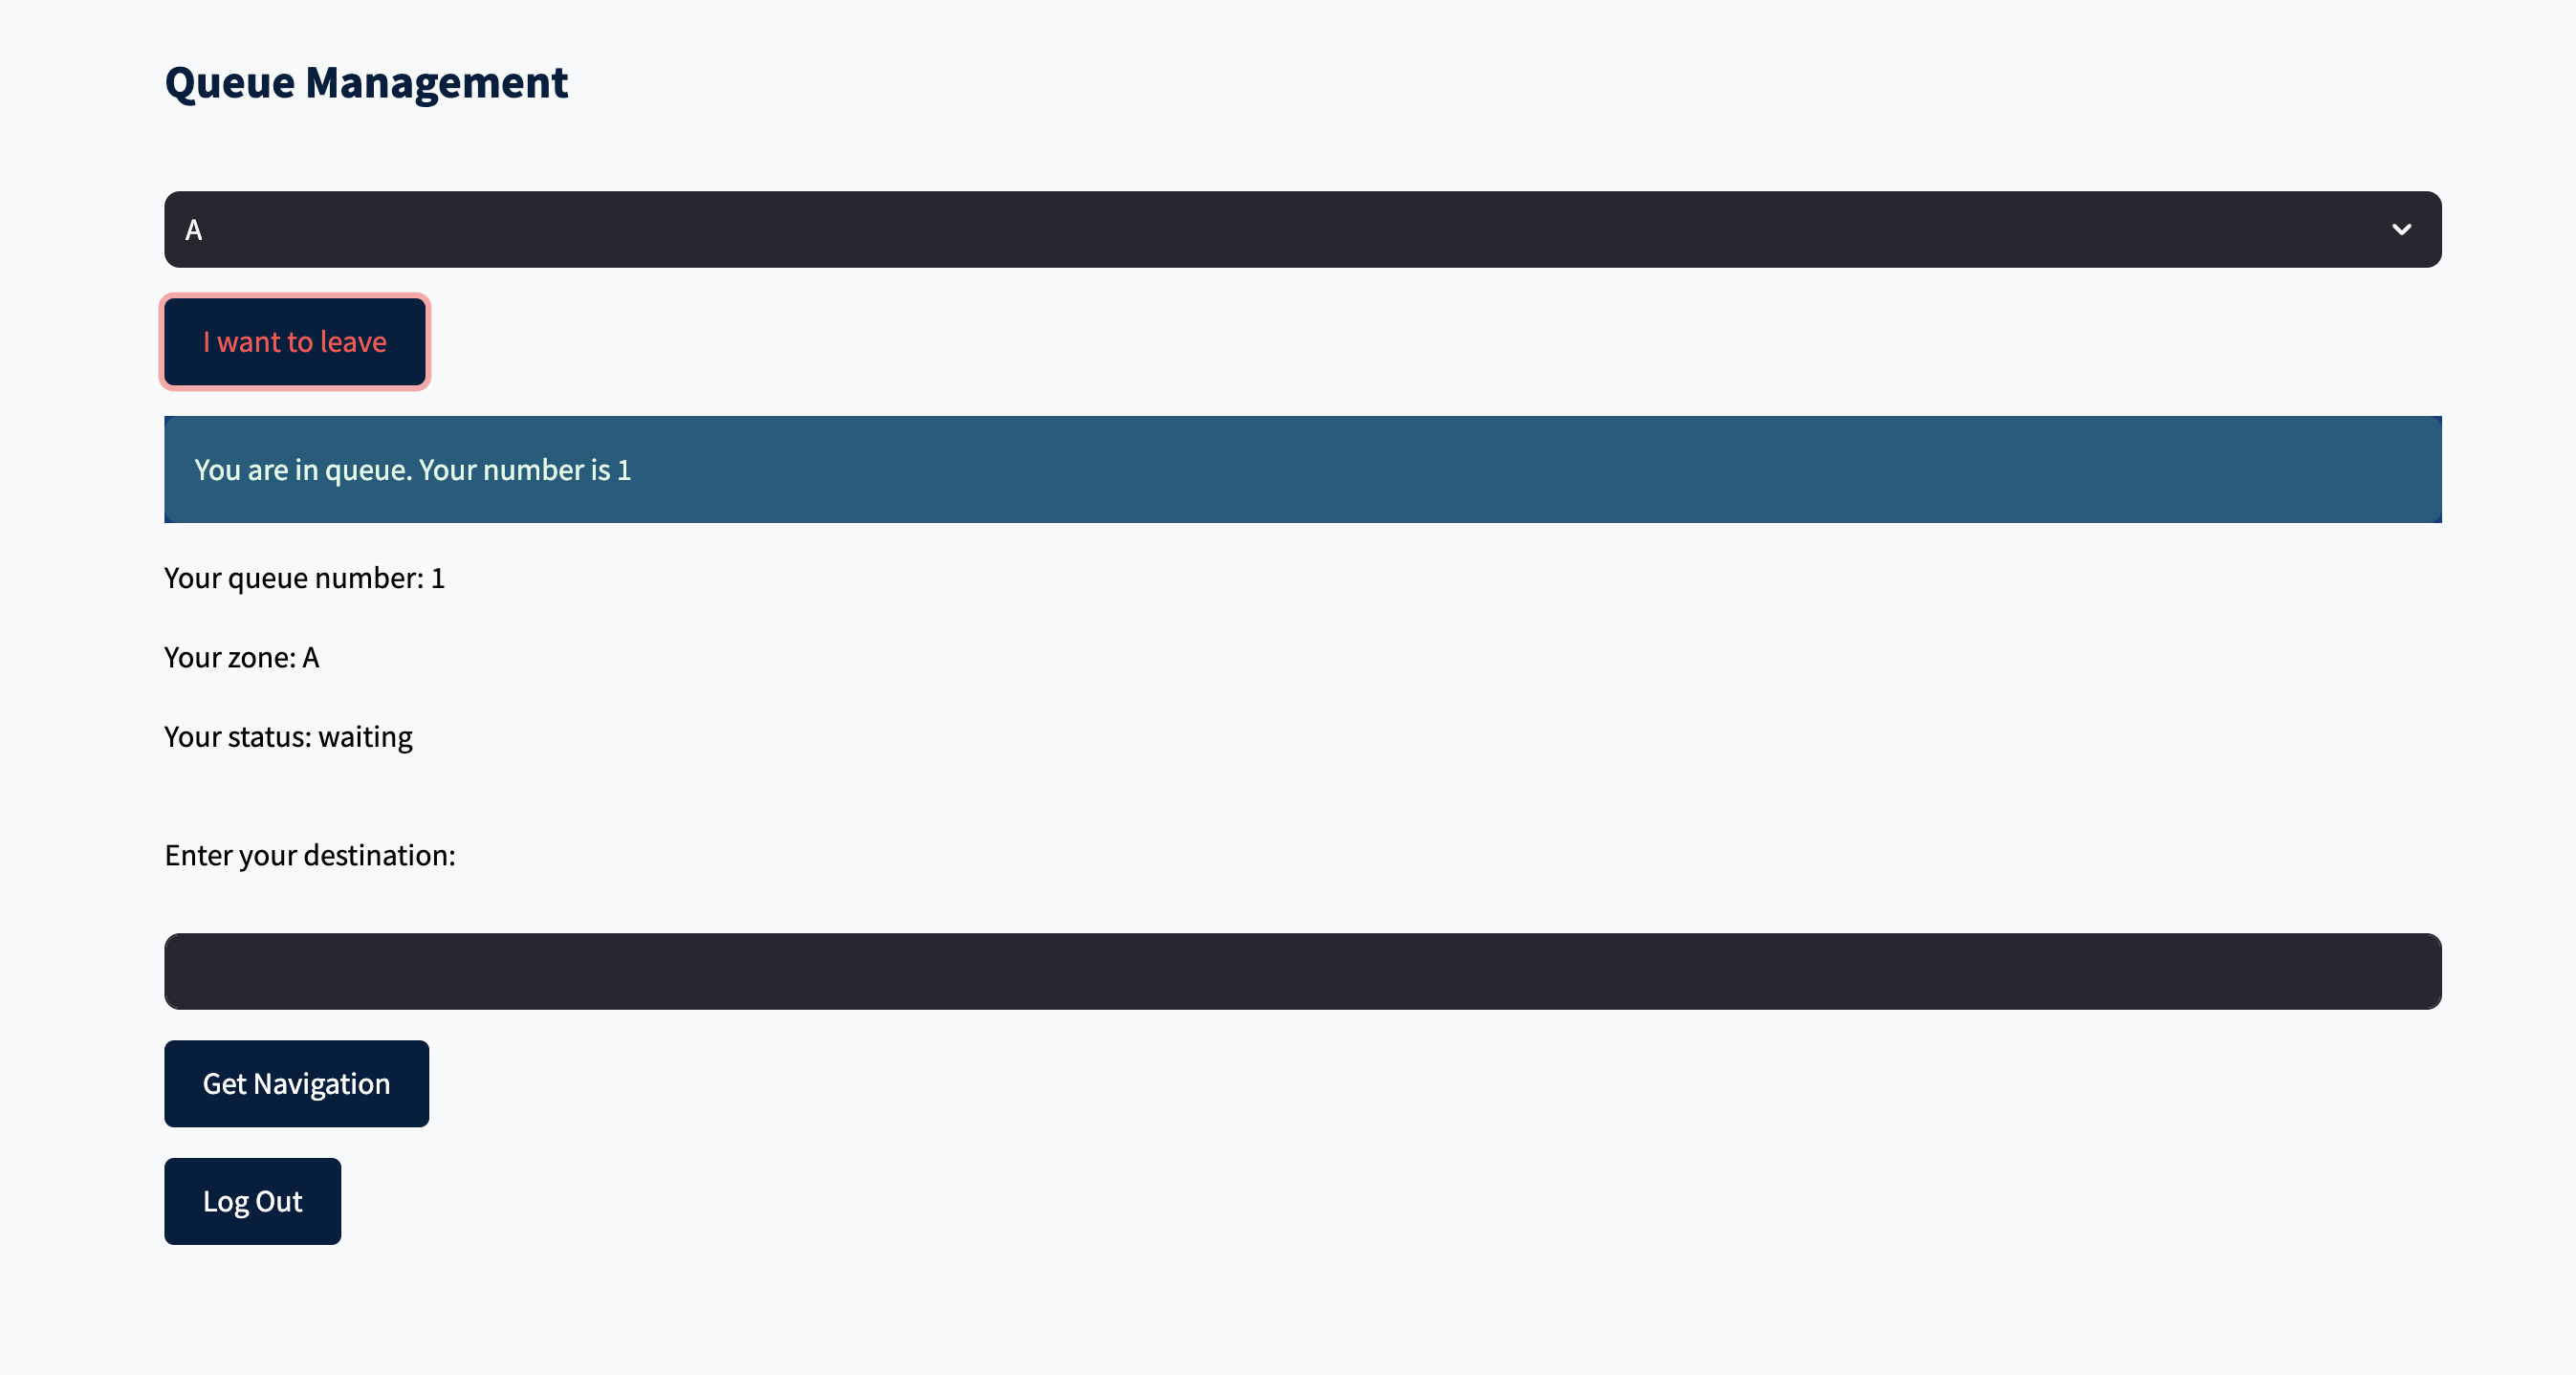 Queue Management
A
I want to leave
You are in queue. Your number is 1
Your queue number: 1
Your zone: A
Your status: waiting
Enter your destination:
Get Navigation
Log Out